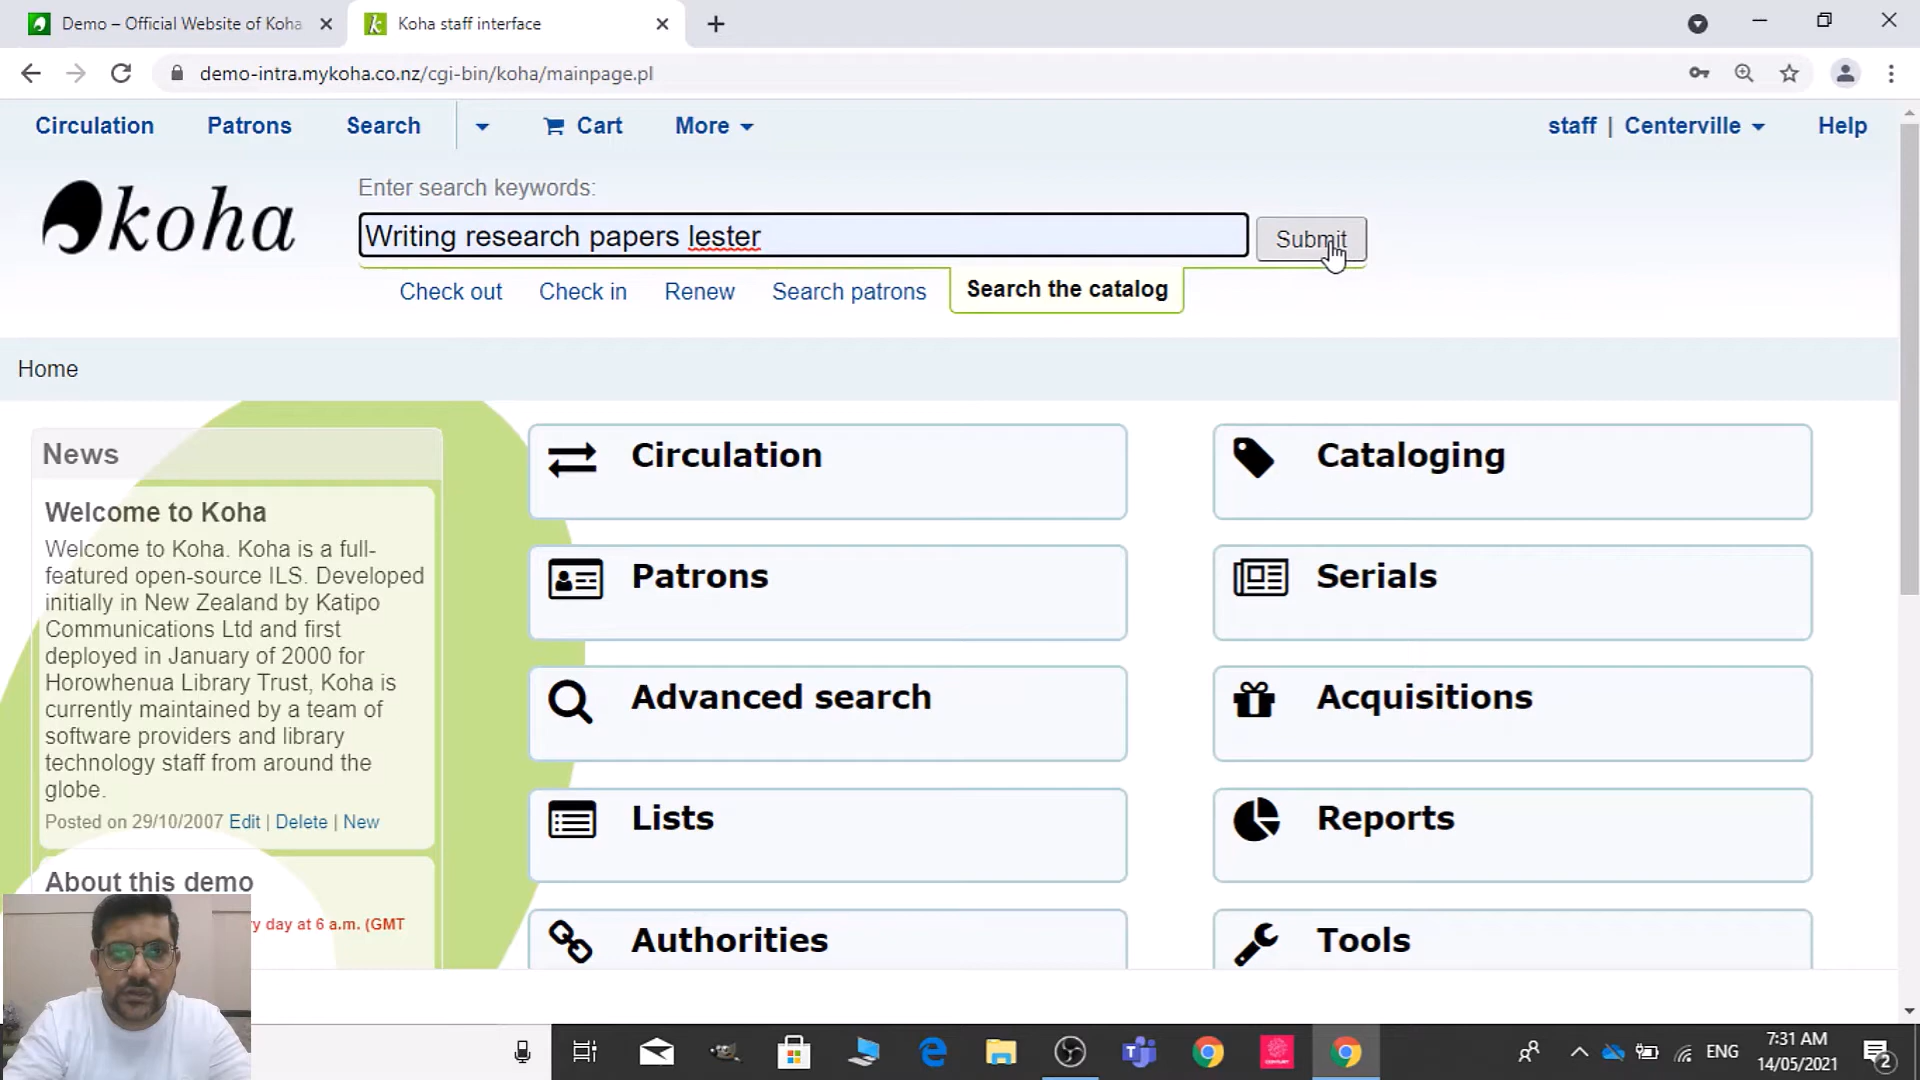 Demo – Official Website of Koha
Koha staff interface
demo-intra.mykoha.co.nz/cgi-bin/koha/mainpage.pl
Circulation Patrons Search Cart More staff | Centerville Help
koha
Enter search keywords:
Writing research papers lester
Submit
Check out Check in Renew Search patrons Search the catalog
Home
News
Welcome to Koha
Welcome to Koha. Koha is a full-
featured open-source ILS. Developed
initially in New Zealand by Katipo
Communications Ltd and first
deployed in January of 2000 for
Horowhenua Library Trust, Koha is
currently maintained by a team of
software providers and library
technology staff from around the
globe.
Posted on 29/10/2007 Edit | Delete | New
About this demo
ry day at 6 a.m. (GMT
Circulation
Cataloging
Patrons
Serials
Advanced search
Acquisitions
Lists
Reports
Authorities
Tools
ENG
7:31 AM
14/05/2021
2